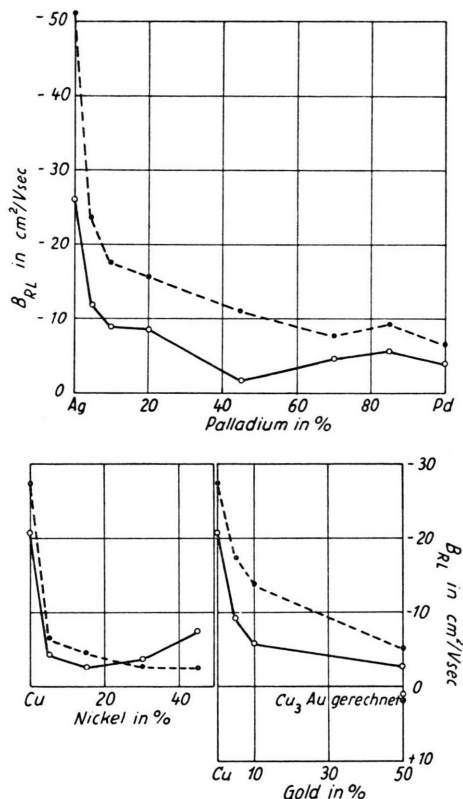 - 50
- 40
- 30
- 20
- 10
0
B_RL in cm²/Vsec
Ag 20 40 60 80 Pd
Palladium in %
- 30
- 20
- 10
0
+ 10
B_RL in cm²/Vsec
Cu 20 40
Nickel in %
Cu₃ Au gerechnet
Cu 10 30 50
Gold in %